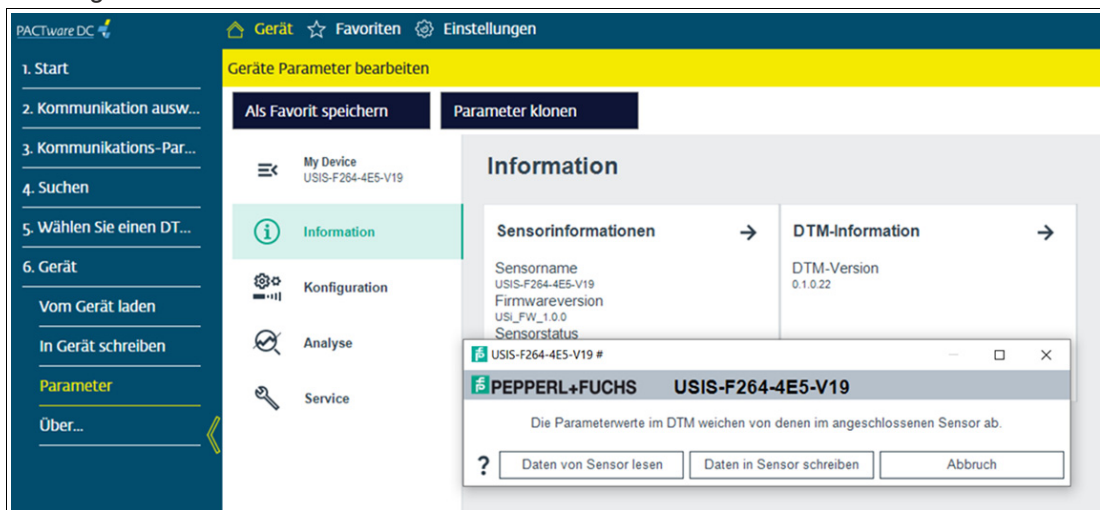 PACTware DC
Gerät Favoriten Einstellungen
1. Start
2. Kommunikation ausw...
3. Kommunikations-Par...
4. Suchen
5. Wählen Sie einen DT...
6. Gerät
Vom Gerät laden
In Gerät schreiben
Parameter
Über...
Geräte Parameter bearbeiten
Als Favorit speichern
Parameter klonen
My Device
USIS-F264-4E5-V19
Information
Konfiguration
Analyse
Service
Information
Sensorinformationen
Sensorname
USIS-F264-4E5-V19
Firmwareversion
USi_FW_1.0.0
Sensorstatus
DTM-Information
DTM-Version
0.1.0.22
USIS-F264-4E5-V19 #
PEPPERL+FUCHS USIS-F264-4E5-V19
Die Parameterwerte im DTM weichen von denen im angeschlossenen Sensor ab.
? Daten von Sensor lesen Daten in Sensor schreiben Abbruch